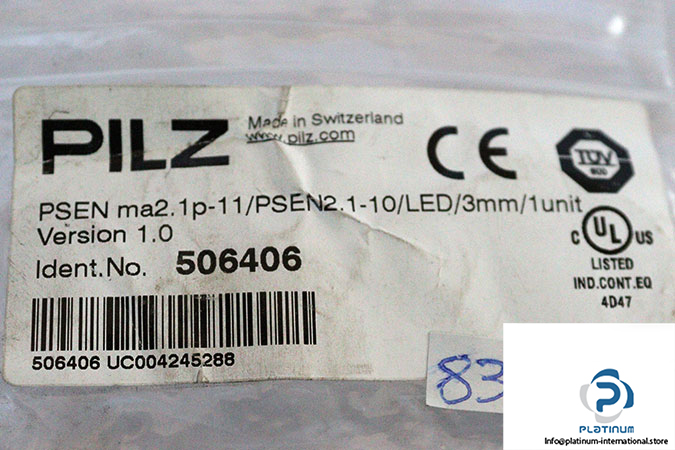 PILZ
Made in Switzerland
www.pilz.com
CE
TÜV
SÜD
PSEN ma2.1p-11/PSEN2.1-10/LED/3mm/1unit
Version 1.0
Ident.No. 506406
C UL US
LISTED
IND.CONT.EQ
4D47
506406 UC004245288
83
PLATINUM
Info@platinum-international.store